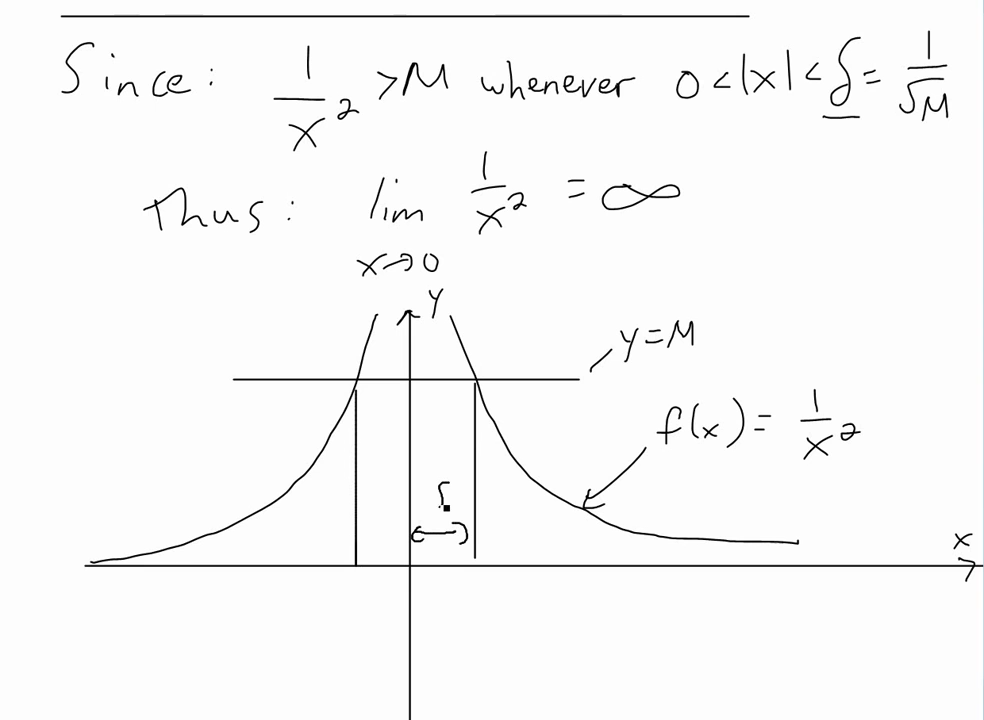 Since: 1/x² > M whenever 0 < |x| < δ = 1/√M
Thus: lim x→0 1/x² = ∞
y
y = M
f(x) = 1/x²
x